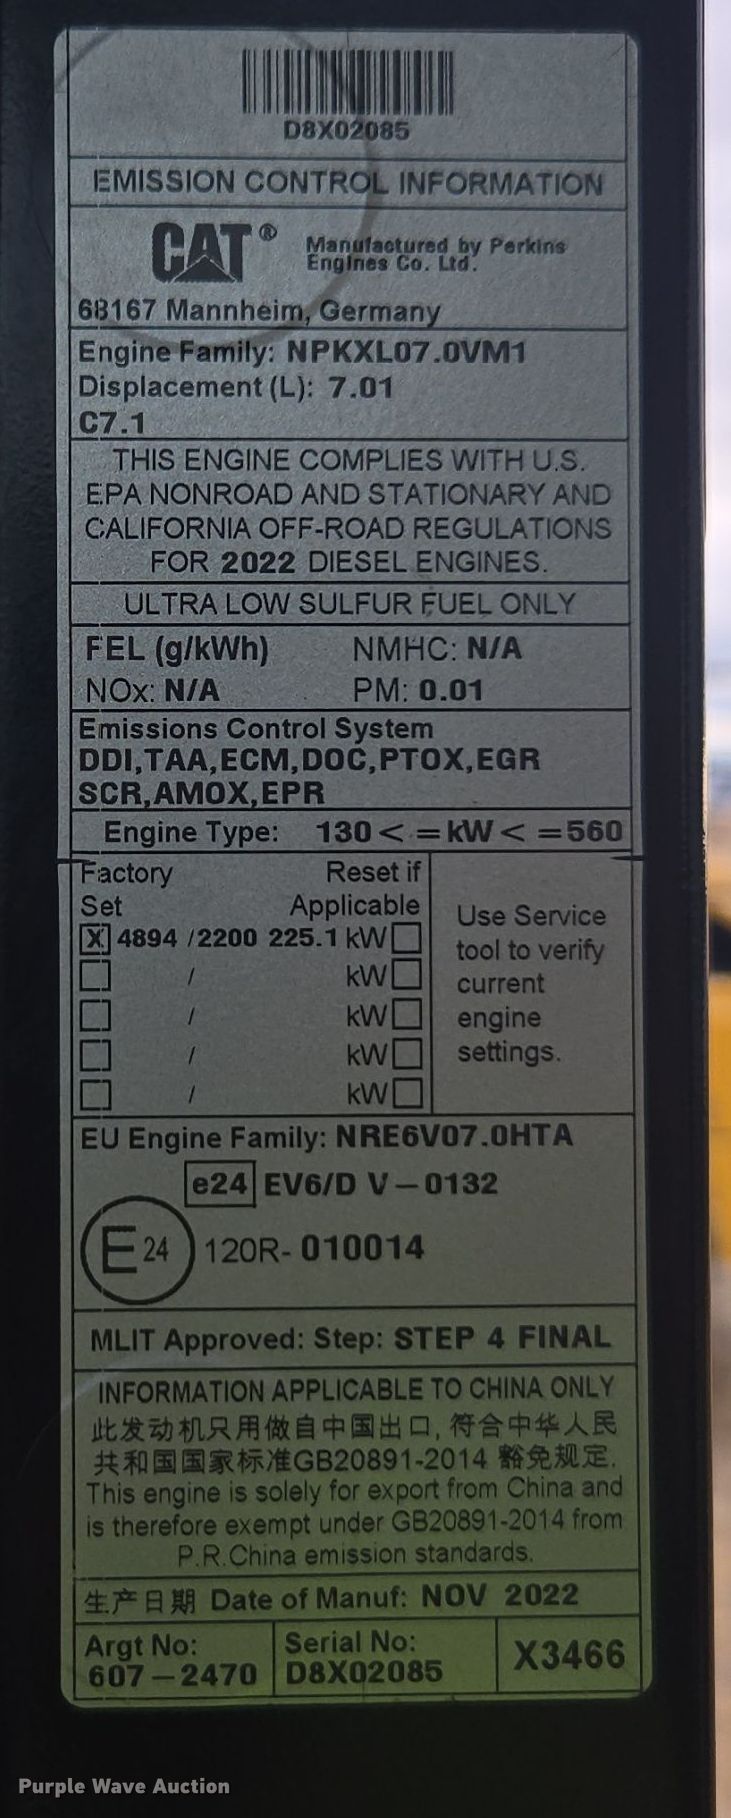 D8X02085
EMISSION CONTROL INFORMATION
CAT® Manufactured by Perkins
Engines Co. Ltd.
68167 Mannheim, Germany
Engine Family: NPKXL07.0VM1
Displacement (L): 7.01
C7.1
THIS ENGINE COMPLIES WITH U.S.
EPA NONROAD AND STATIONARY AND
CALIFORNIA OFF-ROAD REGULATIONS
FOR 2022 DIESEL ENGINES.
ULTRA LOW SULFUR FUEL ONLY
FEL (g/kWh) NMHC: N/A
NOx: N/A PM: 0.01
Emissions Control System
DDI,TAA,ECM,DOC,PTOX,EGR
SCR,AMOX,EPR
Engine Type: 130 < =kW < =560
Factory Reset if
Set Applicable
X 4894 /2200 225.1 kW
/ kW
/ kW
/ kW
/ kW
Use Service
tool to verify
current
engine
settings.
EU Engine Family: NRE6V07.0HTA
e24 EV6/D V-0132
E 24 120R- 010014
MLIT Approved: Step: STEP 4 FINAL
INFORMATION APPLICABLE TO CHINA ONLY
此发动机只用做自中国出口, 符合中华人民
共和国国家标准GB20891-2014 豁免规定.
This engine is solely for export from China and
is therefore exempt under GB20891-2014 from
P.R.China emission standards.
生产日期 Date of Manuf: NOV 2022
Argt No: Serial No: X3466
607-2470 D8X02085
Purple Wave Auction